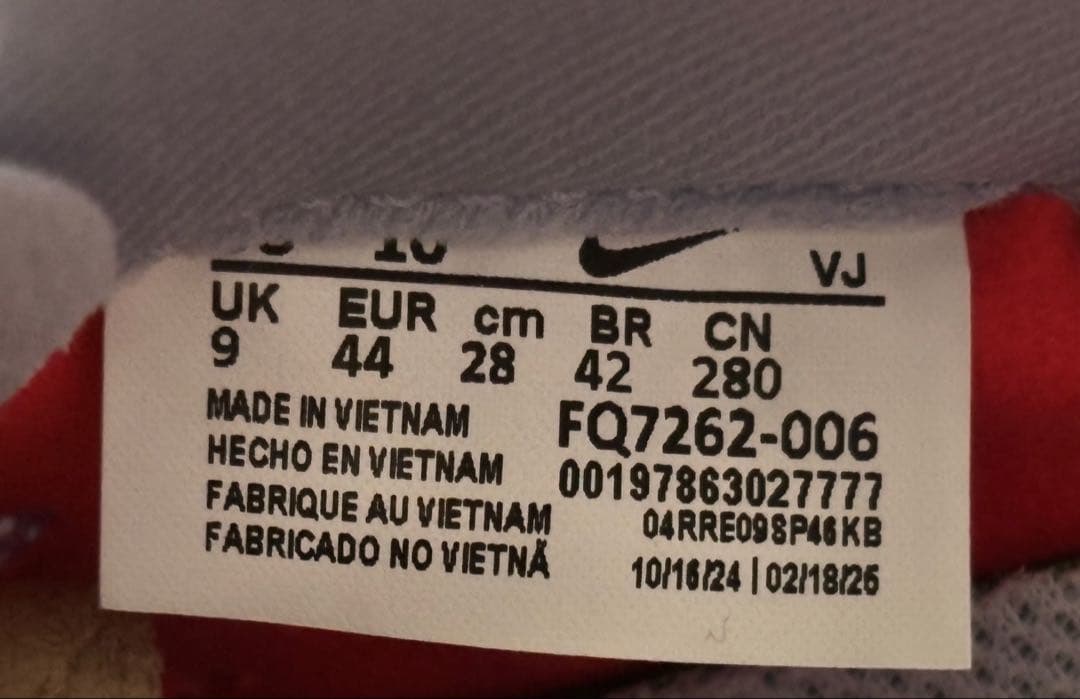 10
VJ
UK EUR cm BR CN
9 44 28 42 280
MADE IN VIETNAM FQ7262-006
HECHO EN VIETNAM 00197863027777
FABRIQUE AU VIETNAM 04RRE09SP46KB
FABRICADO NO VIETNÃ 10/16/24 | 02/18/25